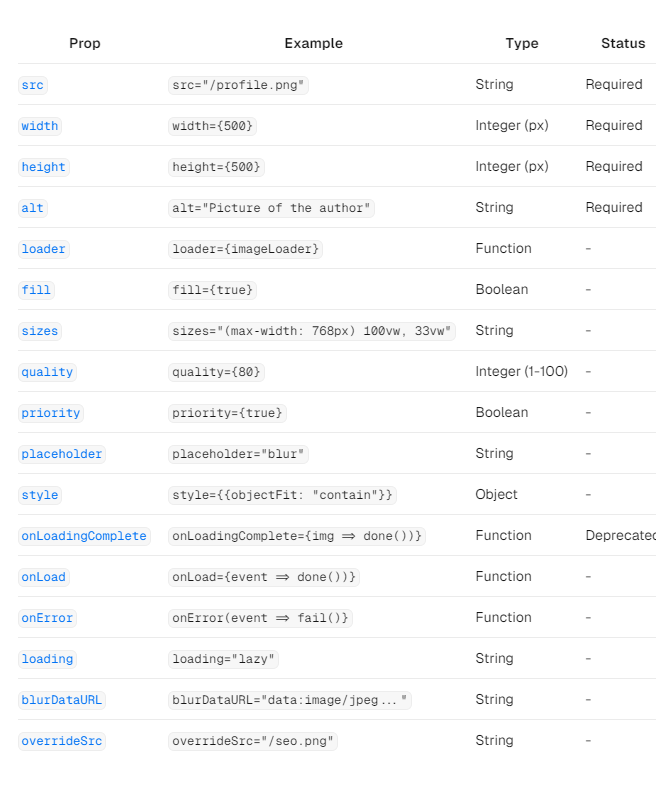 Prop Example Type Status
src src="/profile.png" String Required
width width={500} Integer (px) Required
height height={500} Integer (px) Required
alt alt="Picture of the author" String Required
loader loader={imageLoader} Function -
fill fill={true} Boolean -
sizes sizes="(max-width: 768px) 100vw, 33vw" String -
quality quality={80} Integer (1-100) -
priority priority={true} Boolean -
placeholder placeholder="blur" String -
style style={{objectFit: "contain"}} Object -
onLoadingComplete onLoadingComplete={img => done())} Function Deprecated
onLoad onLoad={event => done())} Function -
onError onError(event => fail()} Function -
loading loading="lazy" String -
blurDataURL blurDataURL="data:image/jpeg..." String -
overrideSrc overrideSrc="/seo.png" String -